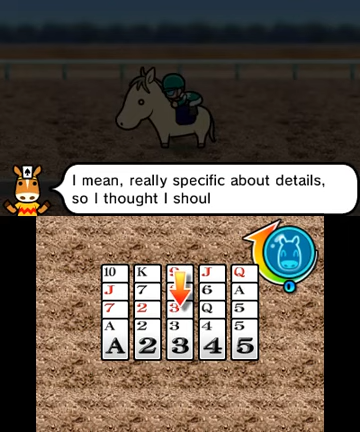 I mean, really specific about details,
so I thought I shoul
10 K 9 J Q
J 7 6 A
7 2 3 Q 5
A 2 3 4 5
A 2 3 4 5